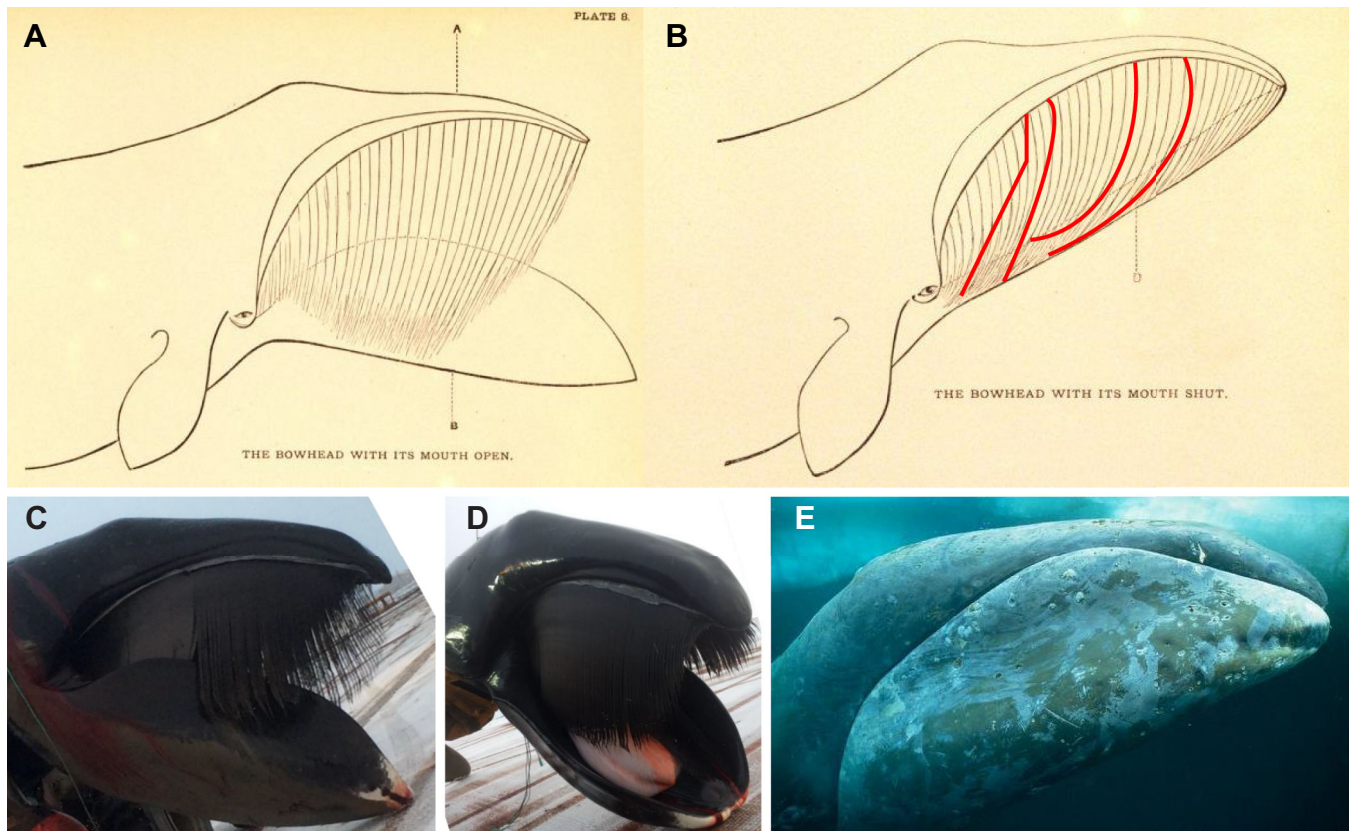 PLATE 8.
A
A
B
THE BOWHEAD WITH ITS MOUTH OPEN.
B
D
THE BOWHEAD WITH ITS MOUTH SHUT.
C
D
E